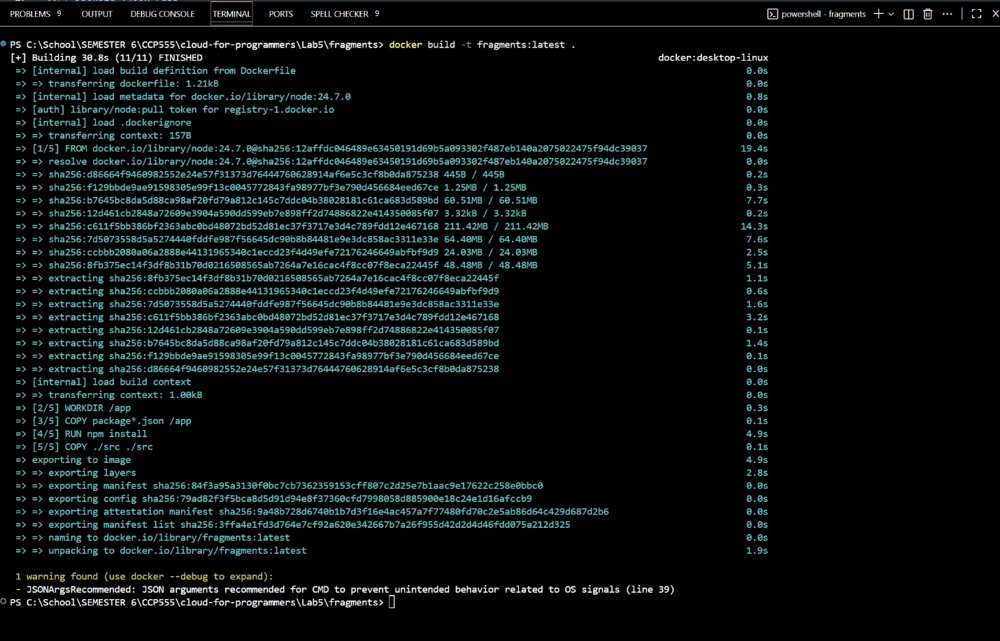 PROBLEMS 9 OUTPUT DEBUG CONSOLE TERMINAL PORTS SPELL CHECKER 9 powershell - fragments
PS C:\School\SEMESTER 6\CCP555\cloud-for-programmers\Lab5\fragments> docker build -t fragments:latest .
[+] Building 30.8s (11/11) FINISHED docker:desktop-linux
=> [internal] load build definition from Dockerfile 0.0s
=> => transferring dockerfile: 1.21kB 0.0s
=> [internal] load metadata for docker.io/library/node:24.7.0 0.8s
=> [auth] library/node:pull token for registry-1.docker.io 0.0s
=> [internal] load .dockerignore 0.0s
=> => transferring context: 157B 0.0s
=> [1/5] FROM docker.io/library/node:24.7.0@sha256:12affdc046489e63450191d69b5a093302f487eb140a2075022475f94dc39037 19.4s
=> => resolve docker.io/library/node:24.7.0@sha256:12affdc046489e63450191d69b5a093302f487eb140a2075022475f94dc39037 0.0s
=> => sha256:d86664f9460982552e24e57f31373d76444760628914af6e5c3cf8b0da875238 445B / 445B 0.2s
=> => sha256:f129bbde9ae91598305e99f13c0045772843fa98977bf3e790d456684eed67ce 1.25MB / 1.25MB 0.3s
=> => sha256:b7645bc8da5d88ca98af20fd79a812c145c7ddc04b38028181c61ca683d589bd 60.51MB / 60.51MB 7.7s
=> => sha256:12d461cb2848a72609e3904a590dd599eb7e898ff2d74886822e414350085f07 3.32kB / 3.32kB 0.2s
=> => sha256:c611f5bb386bf2363abc0bd48072bd52d81ec37f3717e3d4c789fdd12e467168 211.42MB / 211.42MB 14.3s
=> => sha256:7d5073558d5a5274440fddfe987f56645dc90b8b84481e9e3dc858ac3311e33e 64.40MB / 64.40MB 7.6s
=> => sha256:ccbbb2080a06a2888e44131965340c1eccd23f4d49efe72176246649abfbf9d9 24.03MB / 24.03MB 2.5s
=> => sha256:8fb375ec14f3df8b31b70d0216508565ab7264a7e16cac4f8cc07f8eca22445f 48.48MB / 48.48MB 5.1s
=> => extracting sha256:8fb375ec14f3df8b31b70d0216508565ab7264a7e16cac4f8cc07f8eca22445f 1.1s
=> => extracting sha256:ccbbb2080a06a2888e44131965340c1eccd23f4d49efe72176246649abfbf9d9 0.6s
=> => extracting sha256:7d5073558d5a5274440fddfe987f56645dc90b8b84481e9e3dc858ac3311e33e 1.6s
=> => extracting sha256:c611f5bb386bf2363abc0bd48072bd52d81ec37f3717e3d4c789fdd12e467168 3.2s
=> => extracting sha256:12d461cb2848a72609e3904a590dd599eb7e898ff2d74886822e414350085f07 0.1s
=> => extracting sha256:b7645bc8da5d88ca98af20fd79a812c145c7ddc04b38028181c61ca683d589bd 1.4s
=> => extracting sha256:f129bbde9ae91598305e99f13c0045772843fa98977bf3e790d456684eed67ce 0.1s
=> => extracting sha256:d86664f9460982552e24e57f31373d76444760628914af6e5c3cf8b0da875238 0.0s
=> [internal] load build context 0.0s
=> => transferring context: 1.00kB 0.0s
=> [2/5] WORKDIR /app 0.3s
=> [3/5] COPY package*.json /app 0.1s
=> [4/5] RUN npm install 4.9s
=> [5/5] COPY ./src ./src 0.1s
=> exporting to image 4.9s
=> => exporting layers 2.8s
=> => exporting manifest sha256:84f3a95a3130f0bc7cb7362359153cff807c2d25e7b1aac9e17622c258e0bbc0 0.0s
=> => exporting config sha256:79ad82f3f5bca8d5d91d94e8f37360cfd7998058d885900e18c24e1d16afccb9 0.0s
=> => exporting attestation manifest sha256:9a48b728d6740b1b7d3f16e4ac457a7f77480fd70c2e5ab86d64c429d687d2b6 0.0s
=> => exporting manifest list sha256:3ffa4e1fd3d764e7cf92a620e342667b7a26f955d42d2d4d46fdd075a212d325 0.0s
=> => naming to docker.io/library/fragments:latest 0.0s
=> => unpacking to docker.io/library/fragments:latest 1.9s
1 warning found (use docker --debug to expand):
- JSONArgsRecommended: JSON arguments recommended for CMD to prevent unintended behavior related to OS signals (line 39)
PS C:\School\SEMESTER 6\CCP555\cloud-for-programmers\Lab5\fragments>